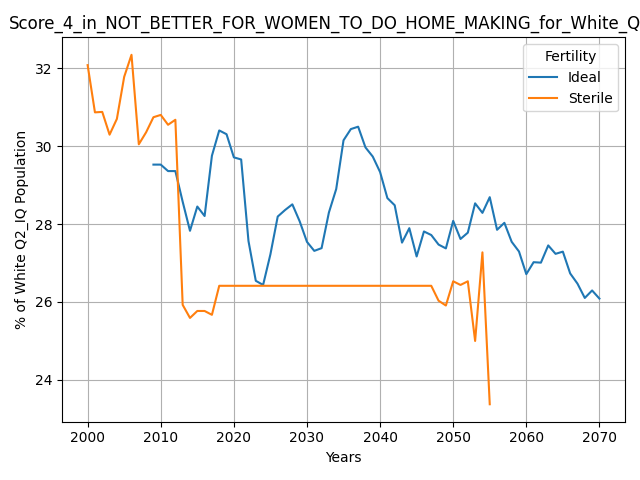 Score_4_in_NOT_BETTER_FOR_WOMEN_TO_DO_HOME_MAKING_for_White_Q
Fertility
Ideal
Sterile
% of White Q2_IQ Population
32
30
28
26
24
2000 2010 2020 2030 2040 2050 2060 2070
Years